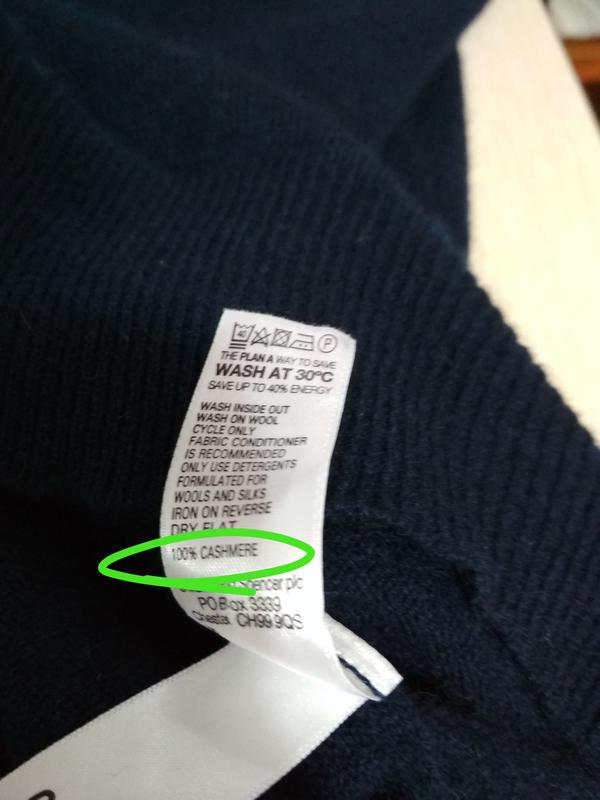 40 P
THE PLAN A WAY TO SAVE
WASH AT 30°C
SAVE UP TO 40% ENERGY
WASH INSIDE OUT
WASH ON WOOL
CYCLE ONLY
FABRIC CONDITIONER
IS RECOMMENDED
ONLY USE DETERGENTS
FORMULATED FOR
WOOLS AND SILKS
IRON ON REVERSE
DRY FLAT
100% CASHMERE
Spencer plc
PO Box 3339
Chester CH99 9QS